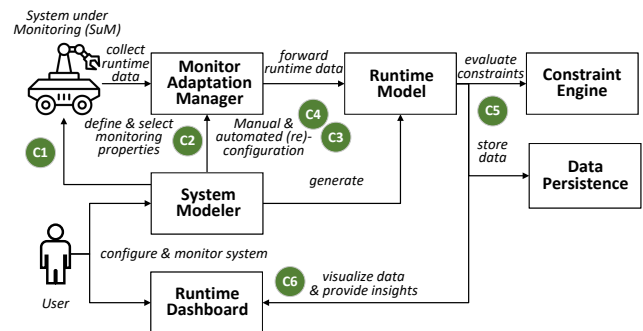 System under
Monitoring (SuM)
collect
runtime
data
Monitor
Adaptation
Manager
forward
runtime data
Runtime
Model
evaluate
constraints
Constraint
Engine
C1
define & select
monitoring
properties
C2
Manual &
automated (re)-
configuration
C4
C3
C5
store
data
Data
Persistence
System
Modeler
generate
configure & monitor system
User
Runtime
Dashboard
C6
visualize data
& provide insights